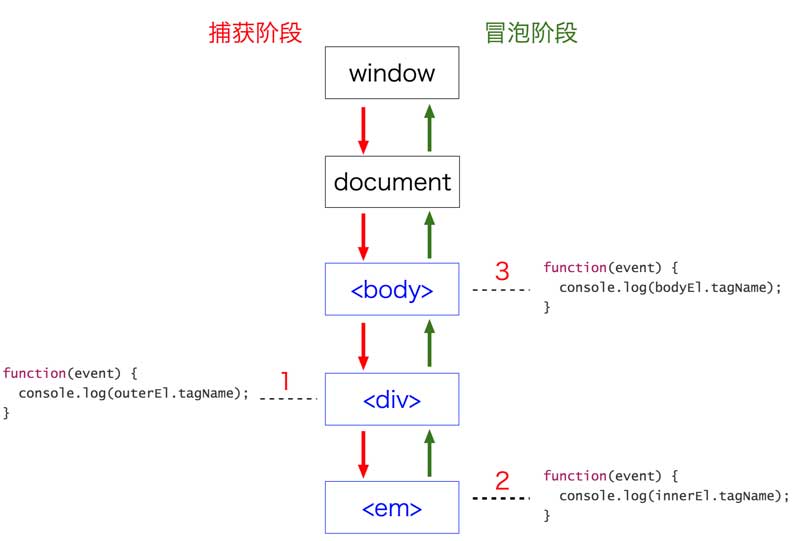 捕获阶段
冒泡阶段
window
document
<body>
3
function(event) {
  console.log(bodyEl.tagName);
}
function(event) {
  console.log(outerEl.tagName);
}
1
<div>
<em>
2
function(event) {
  console.log(innerEl.tagName);
}